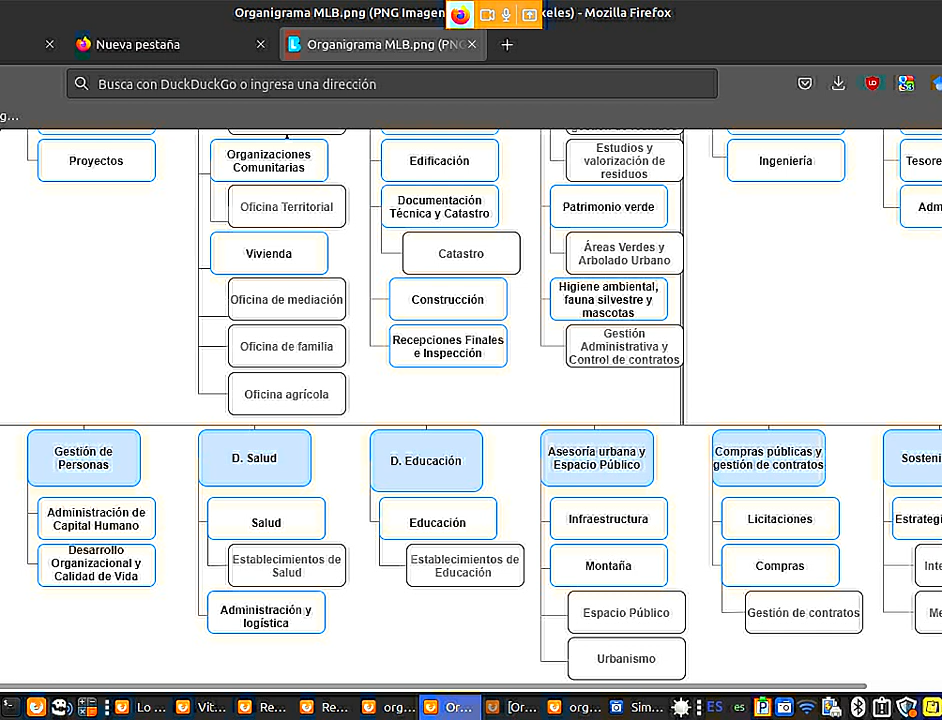 Organigrama MLB.png (PNG Imagen
keles) - Mozilla Firefox
Nueva pestaña
Organigrama MLB.png (PNG
Busca con DuckDuckGo o ingresa una dirección
g...
Proyectos
Organizaciones
Comunitarias
Oficina Territorial
Vivienda
Oficina de mediación
Oficina de familia
Oficina agrícola
Edificación
Documentación
Técnica y Catastro
Catastro
Construcción
Recepciones Finales
e Inspección
Estudios y
valorización de
residuos
Patrimonio verde
Áreas Verdes y
Arbolado Urbano
Higiene ambiental,
fauna silvestre y
mascotas
Gestión
Administrativa y
Control de contratos
Ingeniería
Tesore
Adm
Gestión de
Personas
Administración de
Capital Humano
Desarrollo
Organizacional y
Calidad de Vida
D. Salud
Salud
Establecimientos de
Salud
Administración y
logística
D. Educación
Educación
Establecimientos de
Educación
Asesoría urbana y
Espacio Público
Infraestructura
Montaña
Espacio Público
Urbanismo
Compras públicas y
gestión de contratos
Licitaciones
Compras
Gestión de contratos
Sosteni
Estrategi
Inte
Me
Lo ...
Vit...
Re...
Re...
org...
Or...
[Or...
org...
Sim...
ES
es